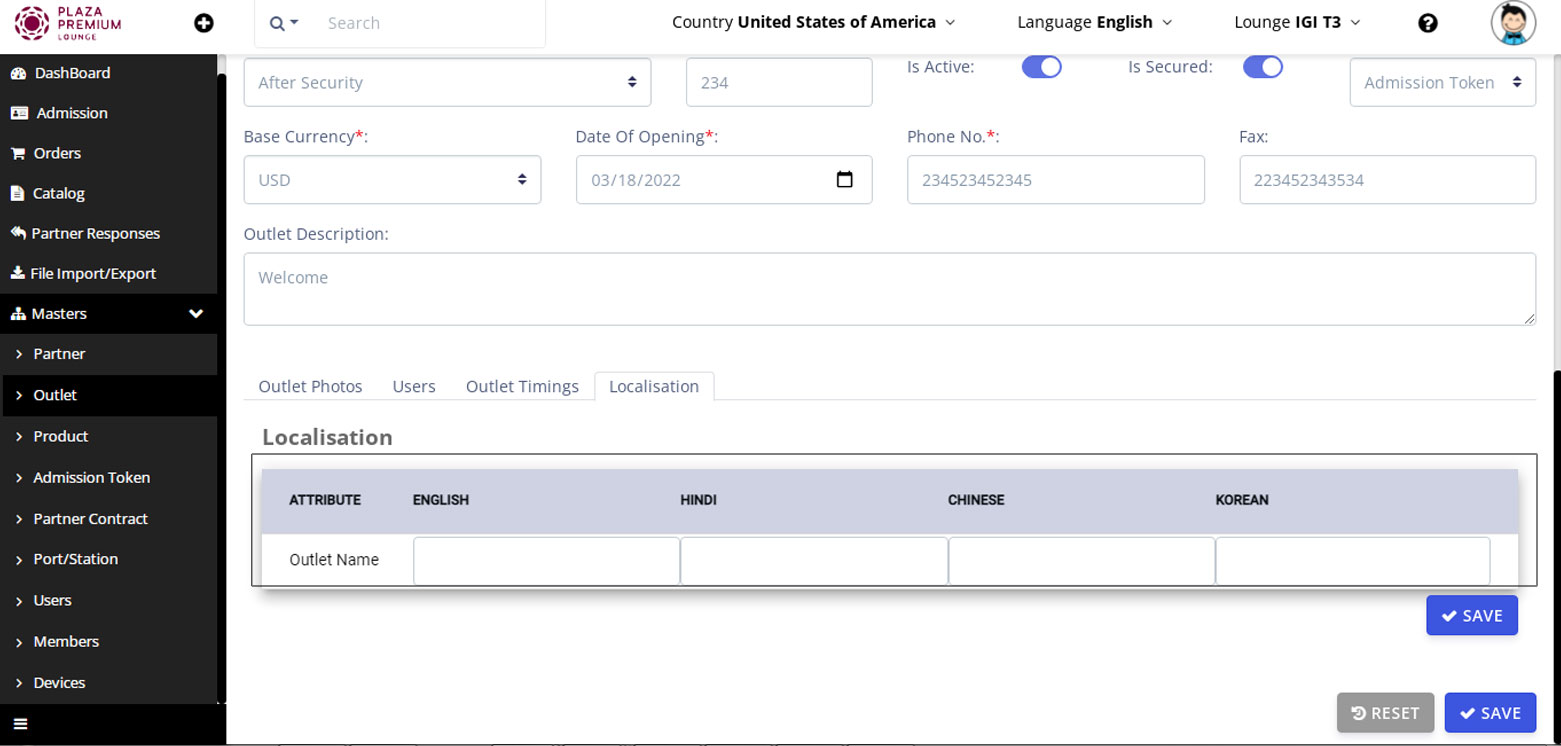 PLAZA
PREMIUM
LOUNGE
Search
Country United States of America
Language English
Lounge IGI T3
DashBoard
Admission
Orders
Catalog
Partner Responses
File Import/Export
Masters
Partner
Outlet
Product
Admission Token
Partner Contract
Port/Station
Users
Members
Devices
After Security
234
Is Active:
Is Secured:
Admission Token
Base Currency*:
Date Of Opening*:
Phone No.*:
Fax:
USD
03/18/2022
234523452345
223452343534
Outlet Description:
Welcome
Outlet Photos
Users
Outlet Timings
Localisation
Localisation
ATTRIBUTE
ENGLISH
HINDI
CHINESE
KOREAN
Outlet Name
SAVE
RESET
SAVE